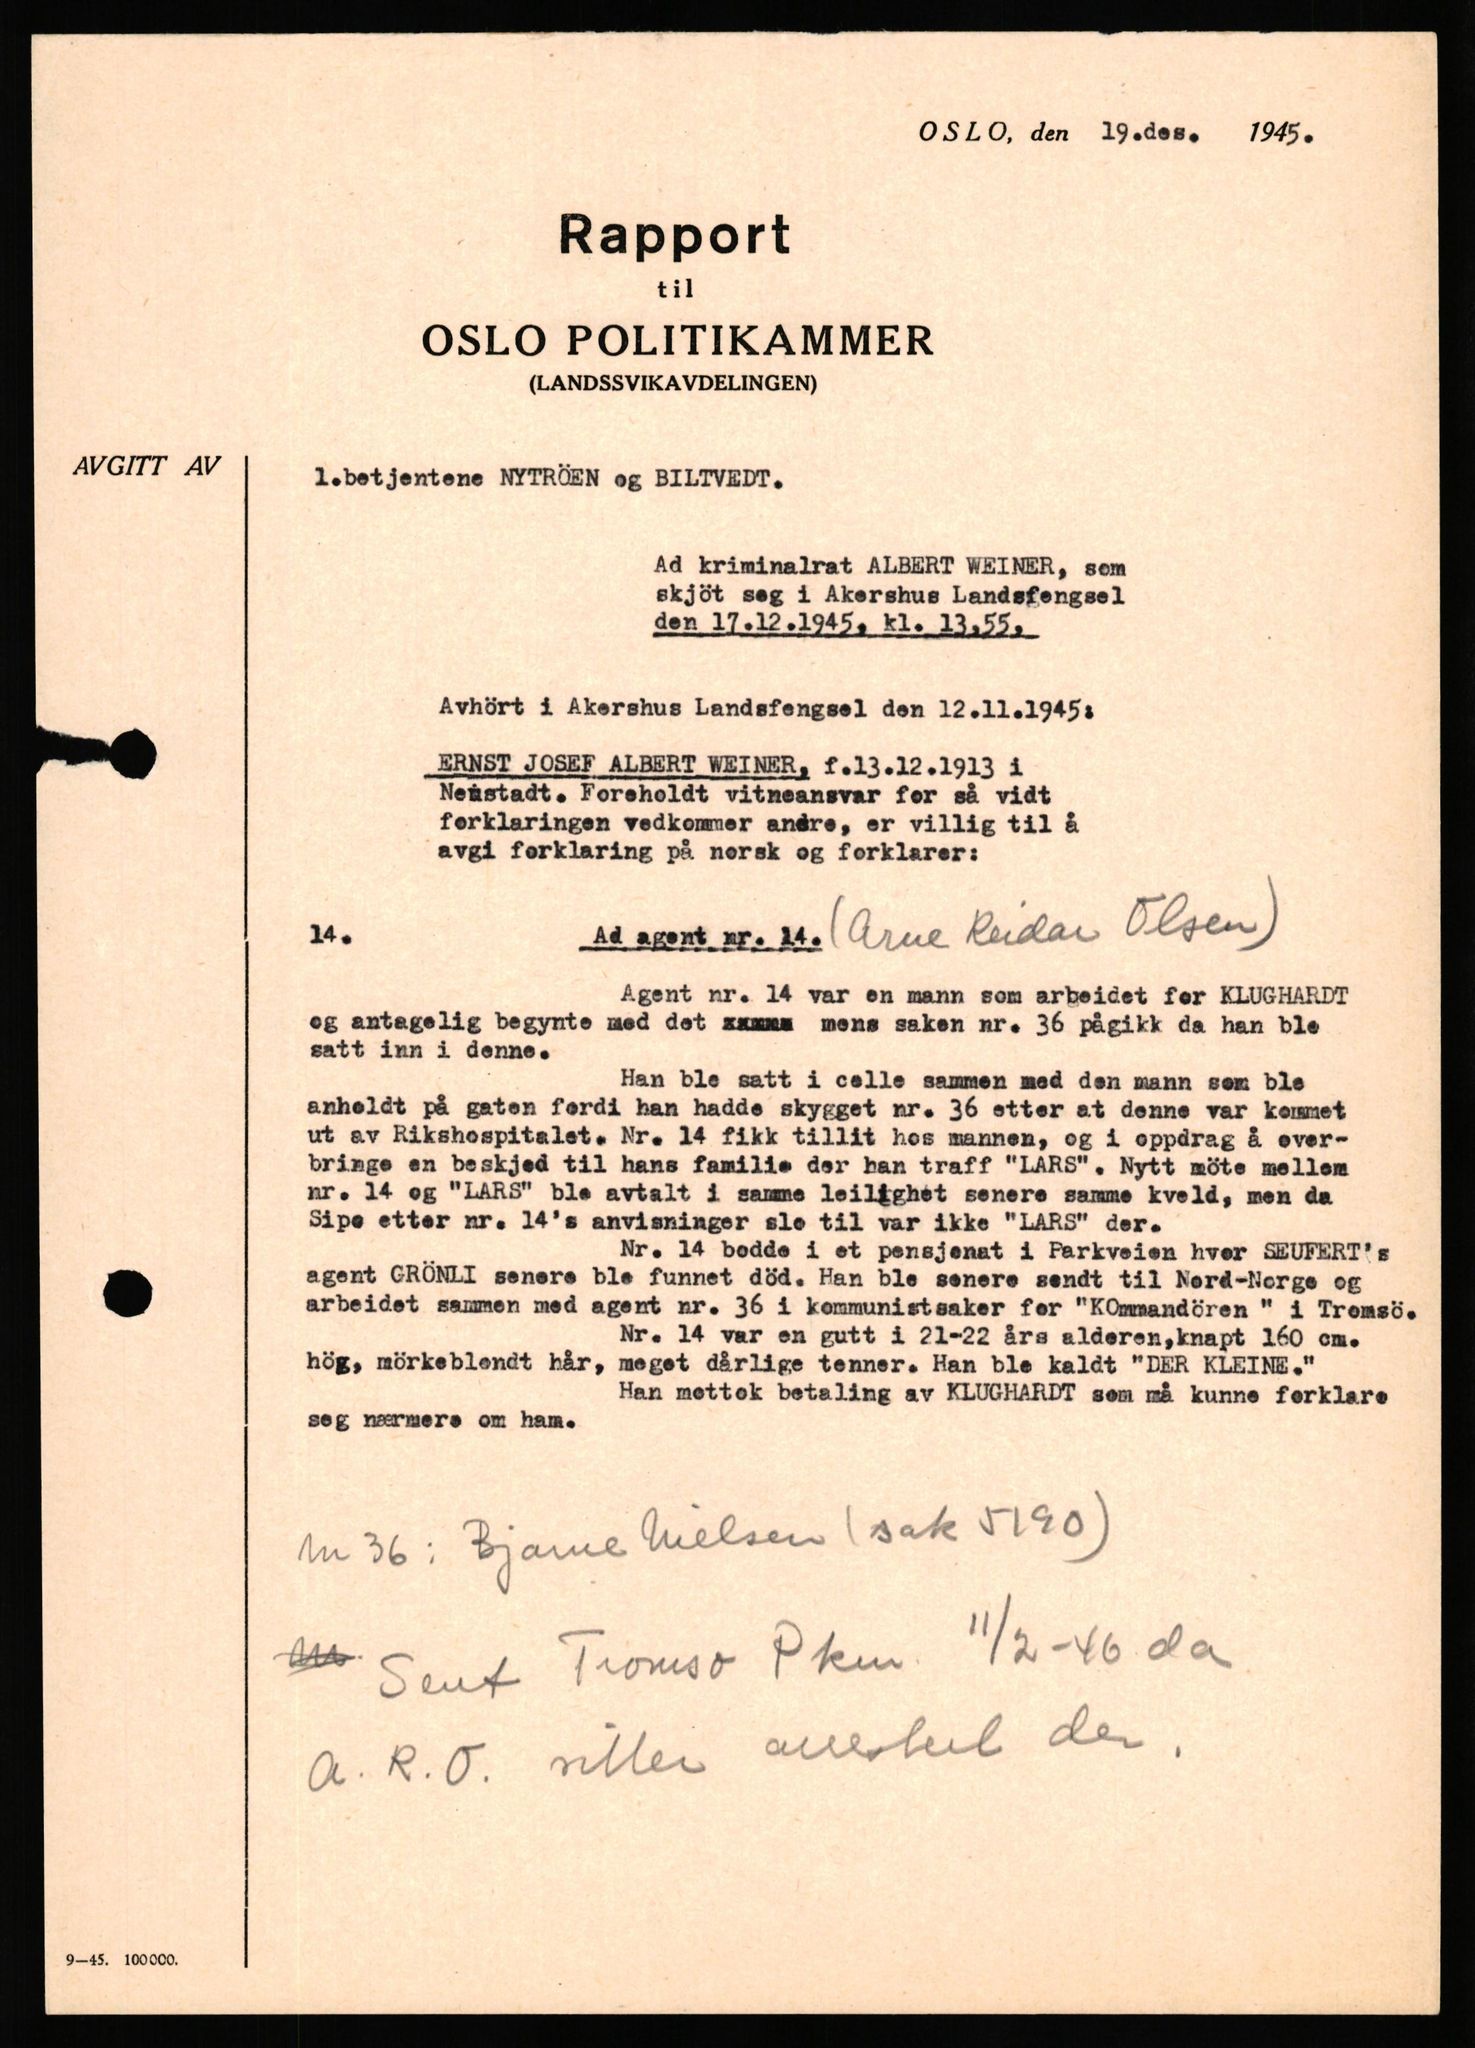 OSLO, den 19.des. 1945.
Rapport
til
OSLO POLITIKAMMER
(LANDSSVIKAVDELINGEN)
AVGITT AV
1.betjentene NYTRÖEN og BILTVEDT.
Ad kriminalrat ALBERT WEINER, som
skjöt seg i Akershus Landsfengsel
den 17.12.1945, kl. 13,55,
Avhört i Akershus Landsfengsel den 12.11.1945:
ERNST JOSEF ALBERT WEINER, f.13.12.1913 i
Neustadt. Foreholdt vitneansvar for så vidt
forklaringen vedkommer andre, er villig til å
avgi forklaring på norsk og forklarer:
14. Ad agent nr. 14. (Arne Reidar Olsen)
Agent nr. 14 var en mann som arbeidet for KLUGHARDT
og antagelig begynte med det xxxxx mens saken nr. 36 pågikk da han ble
satt inn i denne.
Han ble satt i celle sammen med den mann som ble
anholdt på gaten fordi han hadde skygget nr. 36 etter at denne var kommet
ut av Rikshospitalet. Nr. 14 fikk tillit hos mannen, og i oppdrag å over-
bringe en beskjed til hans familie der han traff "LARS". Nytt möte mellem
nr. 14 og "LARS" ble avtalt i samme leilighet senere samme kveld, men da
Sipo etter nr. 14's anvisninger slo til var ikke "LARS" der.
Nr. 14 bodde i et pensjonat i Parkveien hvor SEUFERT's
agent GRÖNLI senere ble funnet död. Han ble senere sendt til Nord-Norge og
arbeidet sammen med agent nr. 36 i kommunistsaker for "KOmmandören " i Tromsö.
Nr. 14 var en gutt i 21-22 års alderen,knapt 160 cm.
hög, mörkeblondt hår, meget dårlige tenner. Han ble kaldt "DER KLEINE."
Han mottok betaling av KLUGHARDT som må kunne forklare
seg nærmere om ham.
nr 36: Bjarne Nielsen (sak 5190)
Sent Tromsø Pkm. 11/2-46 da
A. R. O. sitter arrestert der.
9—45. 100000.